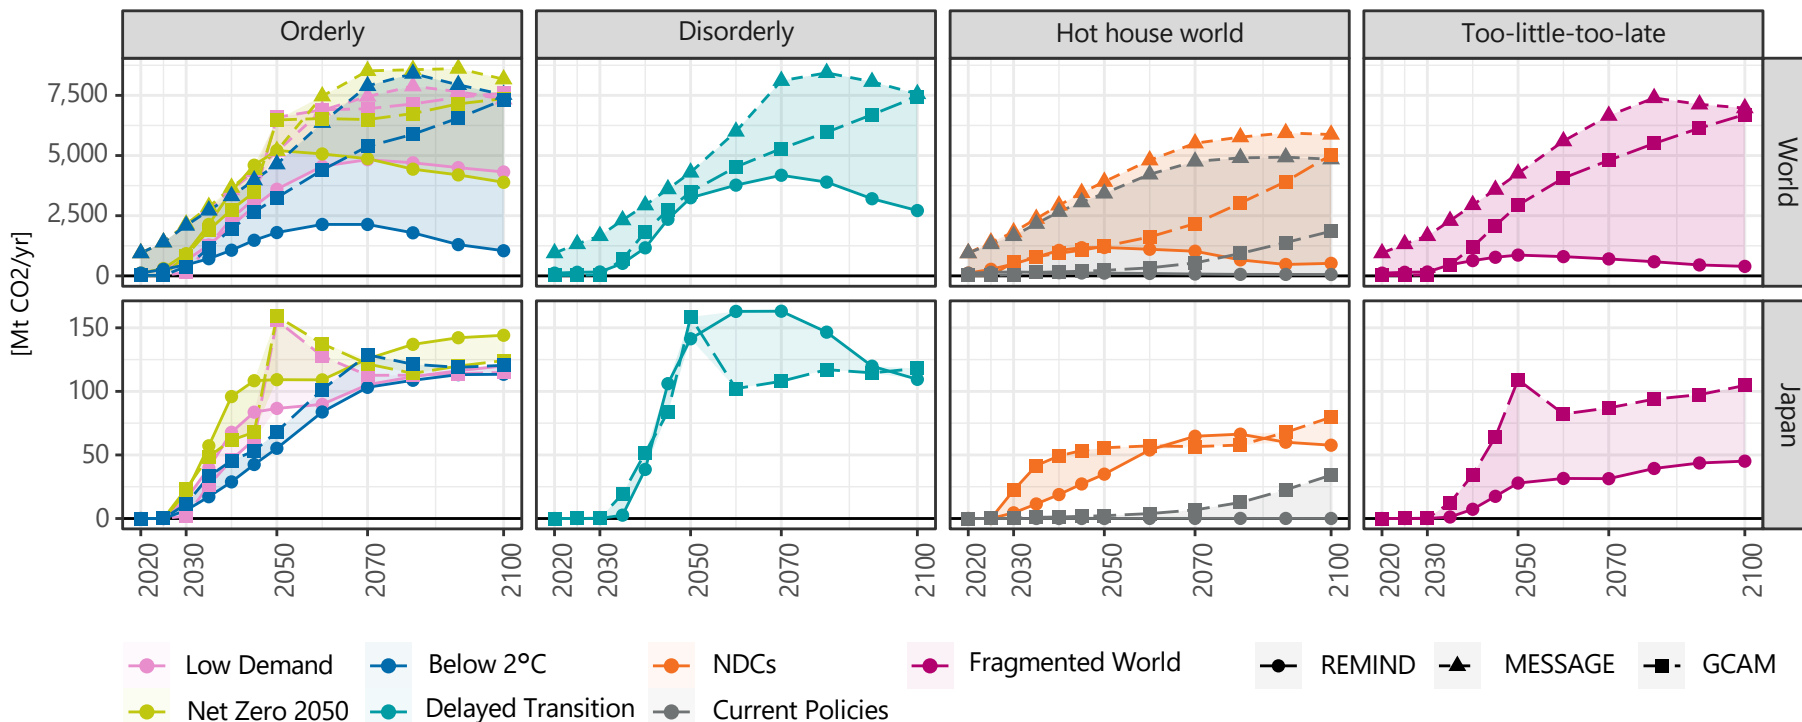 Orderly Disorderly Hot house world Too-little-too-late
[Mt CO2/yr]
7,500
5,000
2,500
0
World
150
100
50
0
Japan
2020 2030 2050 2070 2100 2020 2030 2050 2070 2100 2020 2030 2050 2070 2100 2020 2030 2050 2070 2100
Low Demand Below 2°C NDCs Fragmented World REMIND MESSAGE GCAM
Net Zero 2050 Delayed Transition Current Policies